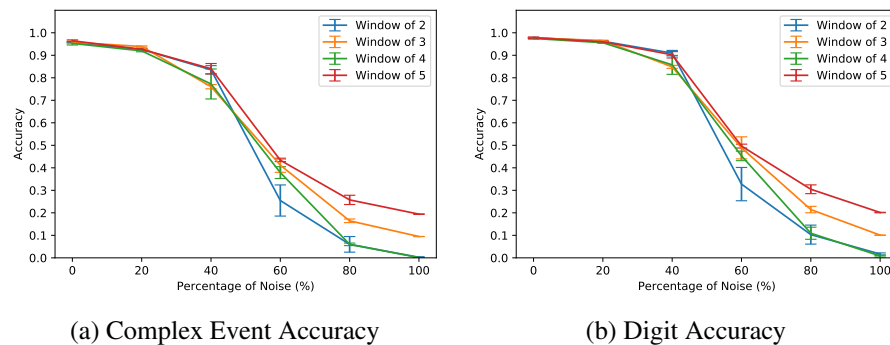 Window of 2
Window of 3
Window of 4
Window of 5
1.0
0.9
0.8
0.7
0.6
0.5
0.4
0.3
0.2
0.1
0.0
Accuracy
0 20 40 60 80 100
Percentage of Noise (%)
(a) Complex Event Accuracy
Window of 2
Window of 3
Window of 4
Window of 5
1.0
0.9
0.8
0.7
0.6
0.5
0.4
0.3
0.2
0.1
0.0
Accuracy
0 20 40 60 80 100
Percentage of Noise (%)
(b) Digit Accuracy